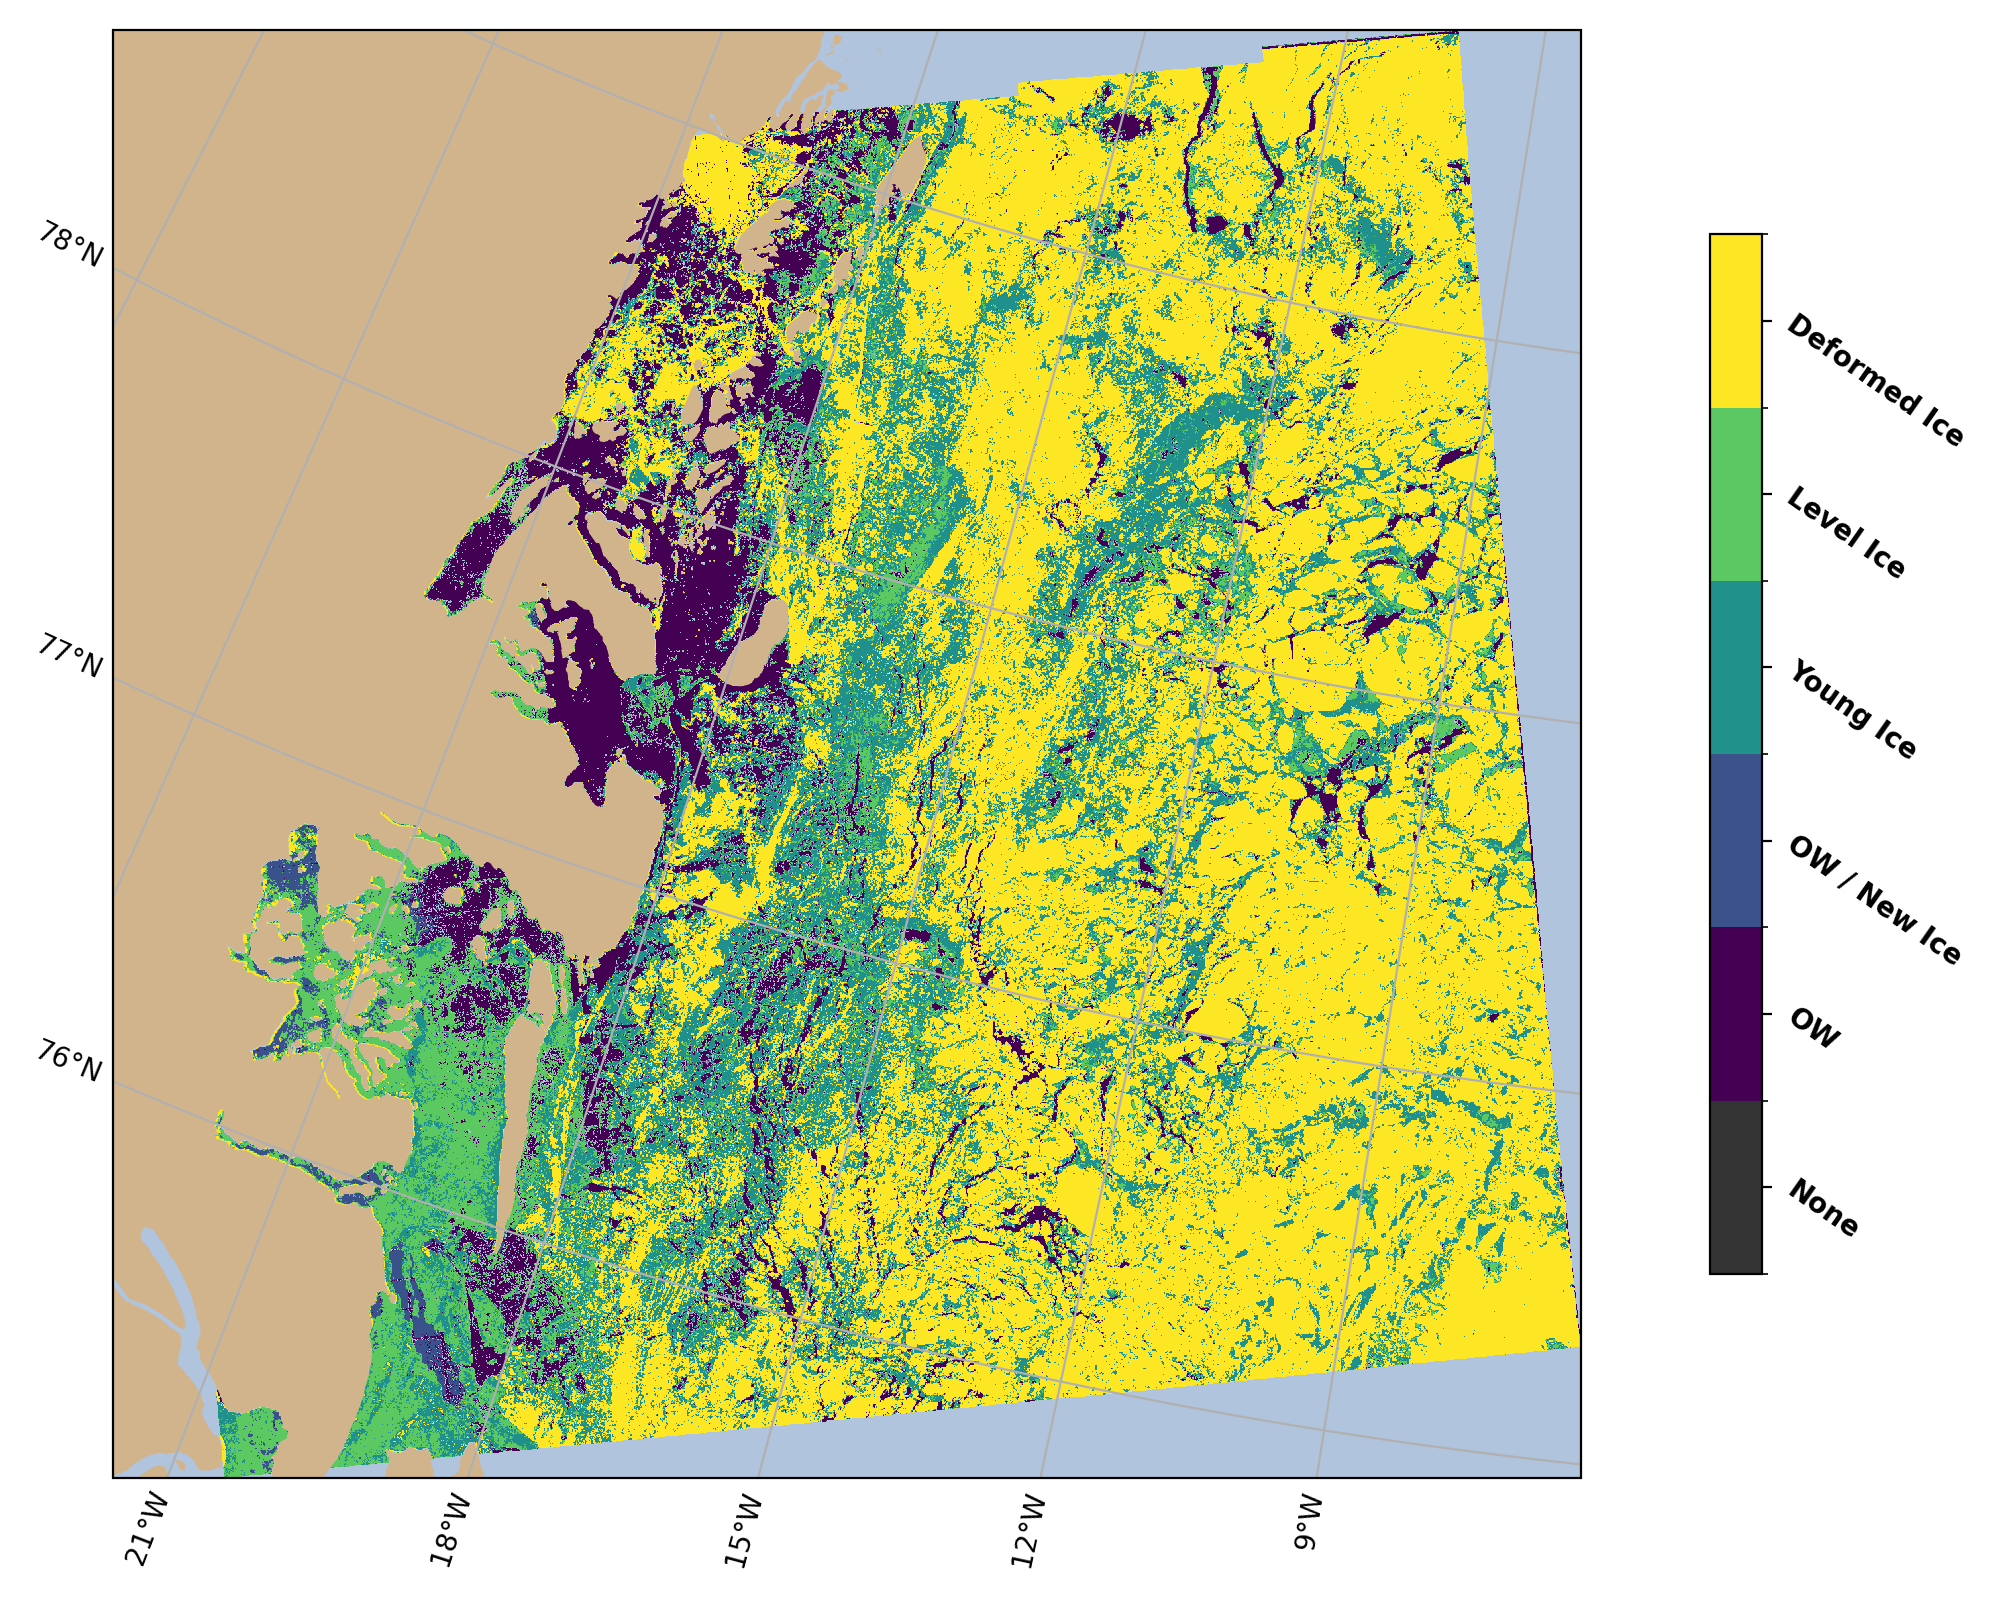 78°N
77°N
76°N
21°W
18°W
15°W
12°W
9°W
Deformed Ice
Level Ice
Young Ice
OW / New Ice
OW
None